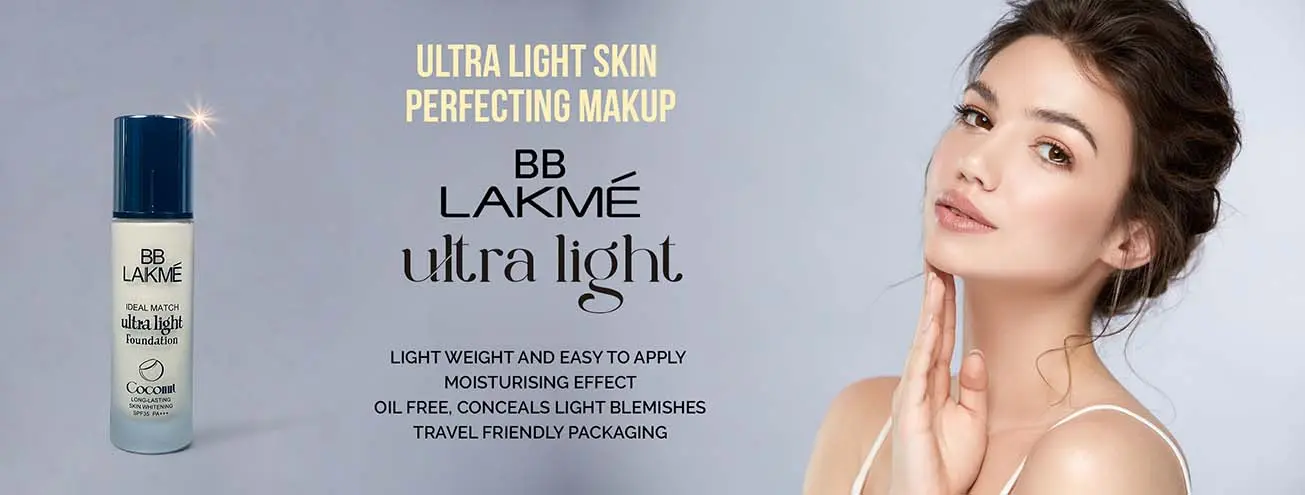 ULTRA LIGHT SKIN
PERFECTING MAKUP
BB
LAKMÉ
ultra light
LIGHT WEIGHT AND EASY TO APPLY
MOISTURISING EFFECT
OIL FREE, CONCEALS LIGHT BLEMISHES
TRAVEL FRIENDLY PACKAGING
BB
LAKMÉ
IDEAL MATCH
ultra light
Foundation
Coconut
LONG-LASTING
SKIN WHITENING
SPF35 PA+++